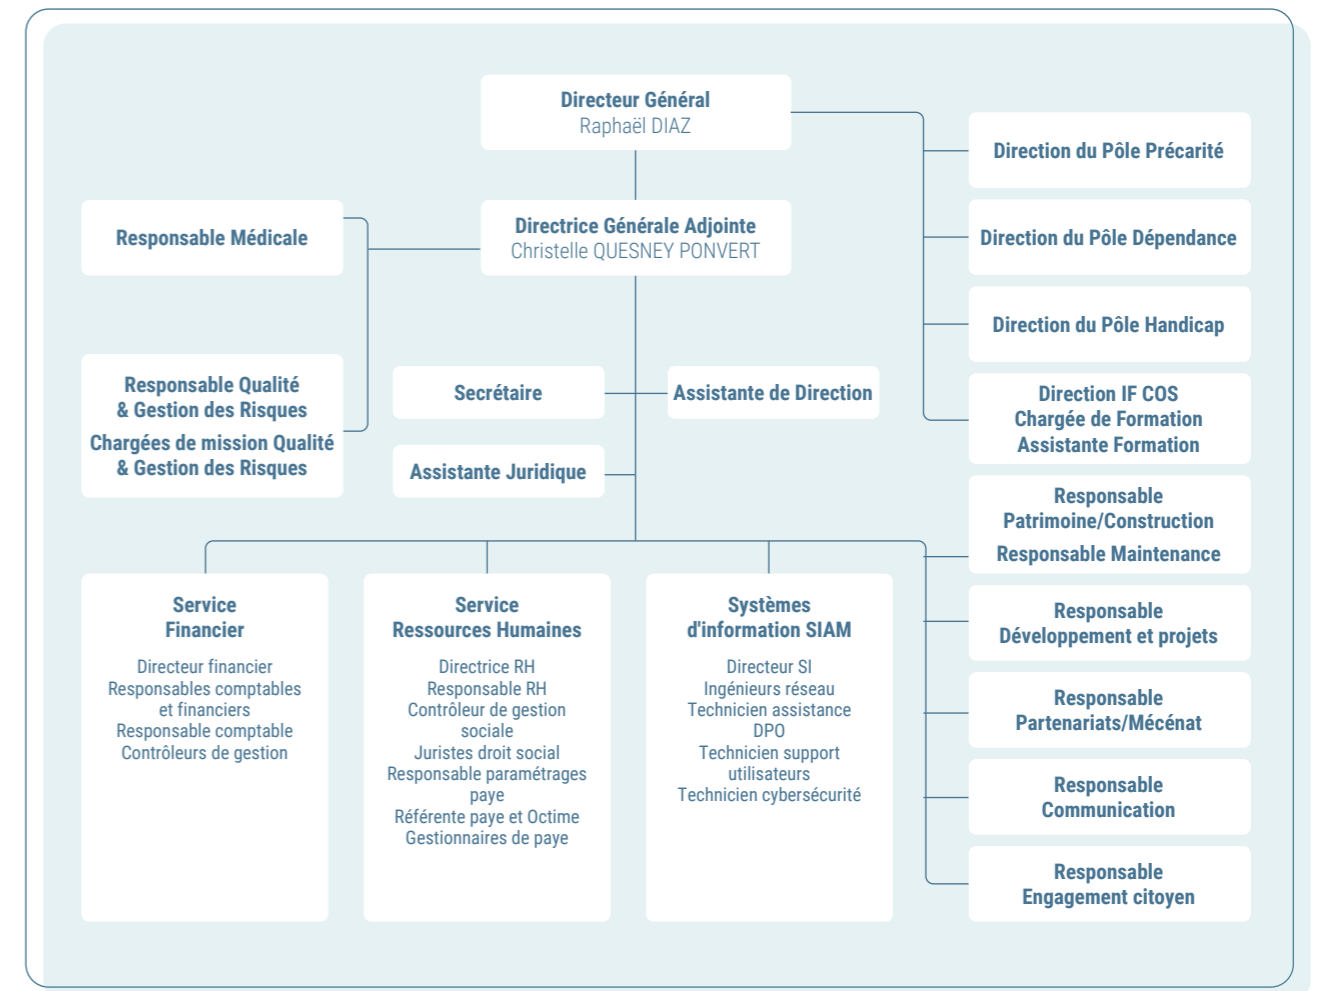 Directeur Général
Raphaël DIAZ
Direction du Pôle Précarité
Directrice Générale Adjointe
Christelle QUESNEY PONVERT
Responsable Médicale
Direction du Pôle Dépendance
Direction du Pôle Handicap
Responsable Qualité
& Gestion des Risques
Chargées de mission Qualité
& Gestion des Risques
Secrétaire
Assistante de Direction
Direction IF COS
Chargée de Formation
Assistante Formation
Assistante Juridique
Responsable
Patrimoine/Construction
Responsable Maintenance
Service
Financier
Directeur financier
Responsables comptables
et financiers
Responsable comptable
Contrôleurs de gestion
Service
Ressources Humaines
Directrice RH
Responsable RH
Contrôleur de gestion
sociale
Juristes droit social
Responsable paramétrages
paye
Référente paye et Octime
Gestionnaires de paye
Systèmes
d'information SIAM
Directeur SI
Ingénieurs réseau
Technicien assistance
DPO
Technicien support
utilisateurs
Technicien cybersécurité
Responsable
Développement et projets
Responsable
Partenariats/Mécénat
Responsable
Communication
Responsable
Engagement citoyen